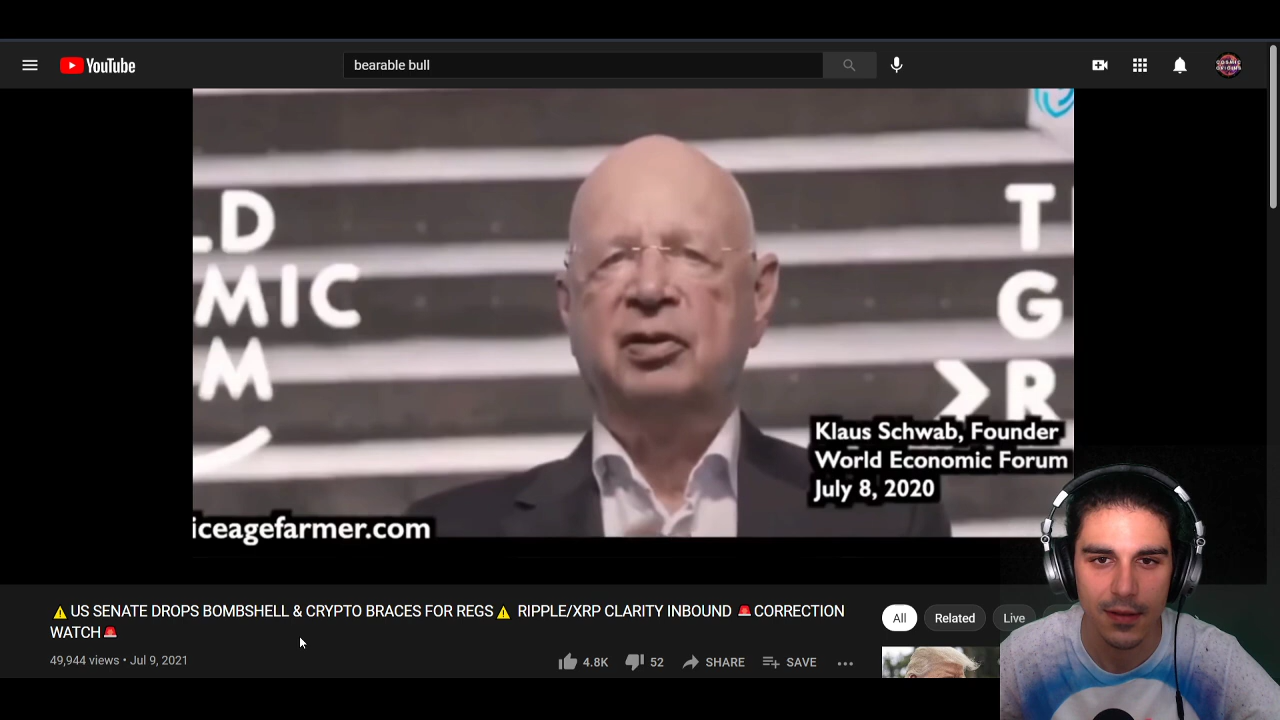 YouTube
bearable bull
COSMIC
ORIGINS
LD
T
MIC
G
M
R
Klaus Schwab, Founder
World Economic Forum
July 8, 2020
iceagefarmer.com
⚠US SENATE DROPS BOMBSHELL & CRYPTO BRACES FOR REGS⚠ RIPPLE/XRP CLARITY INBOUND 🚨CORRECTION
WATCH🚨
All
Related
Live
49,944 views • Jul 9, 2021
4.8K
52
SHARE
SAVE